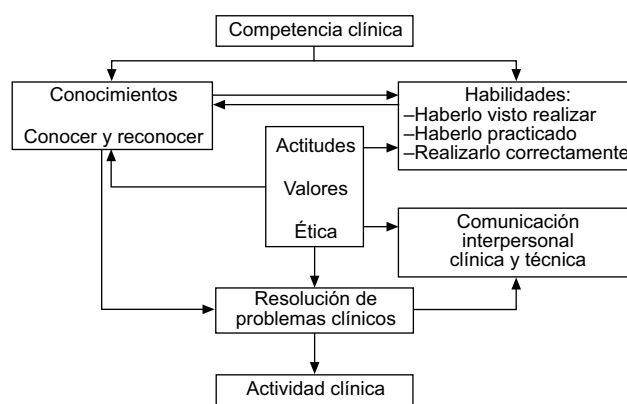 Competencia clínica
Conocimientos
Conocer y reconocer
Habilidades:
–Haberlo visto realizar
–Haberlo practicado
–Realizarlo correctamente
Actitudes
Valores
Ética
Comunicación
interpersonal
clínica y técnica
Resolución de
problemas clínicos
Actividad clínica